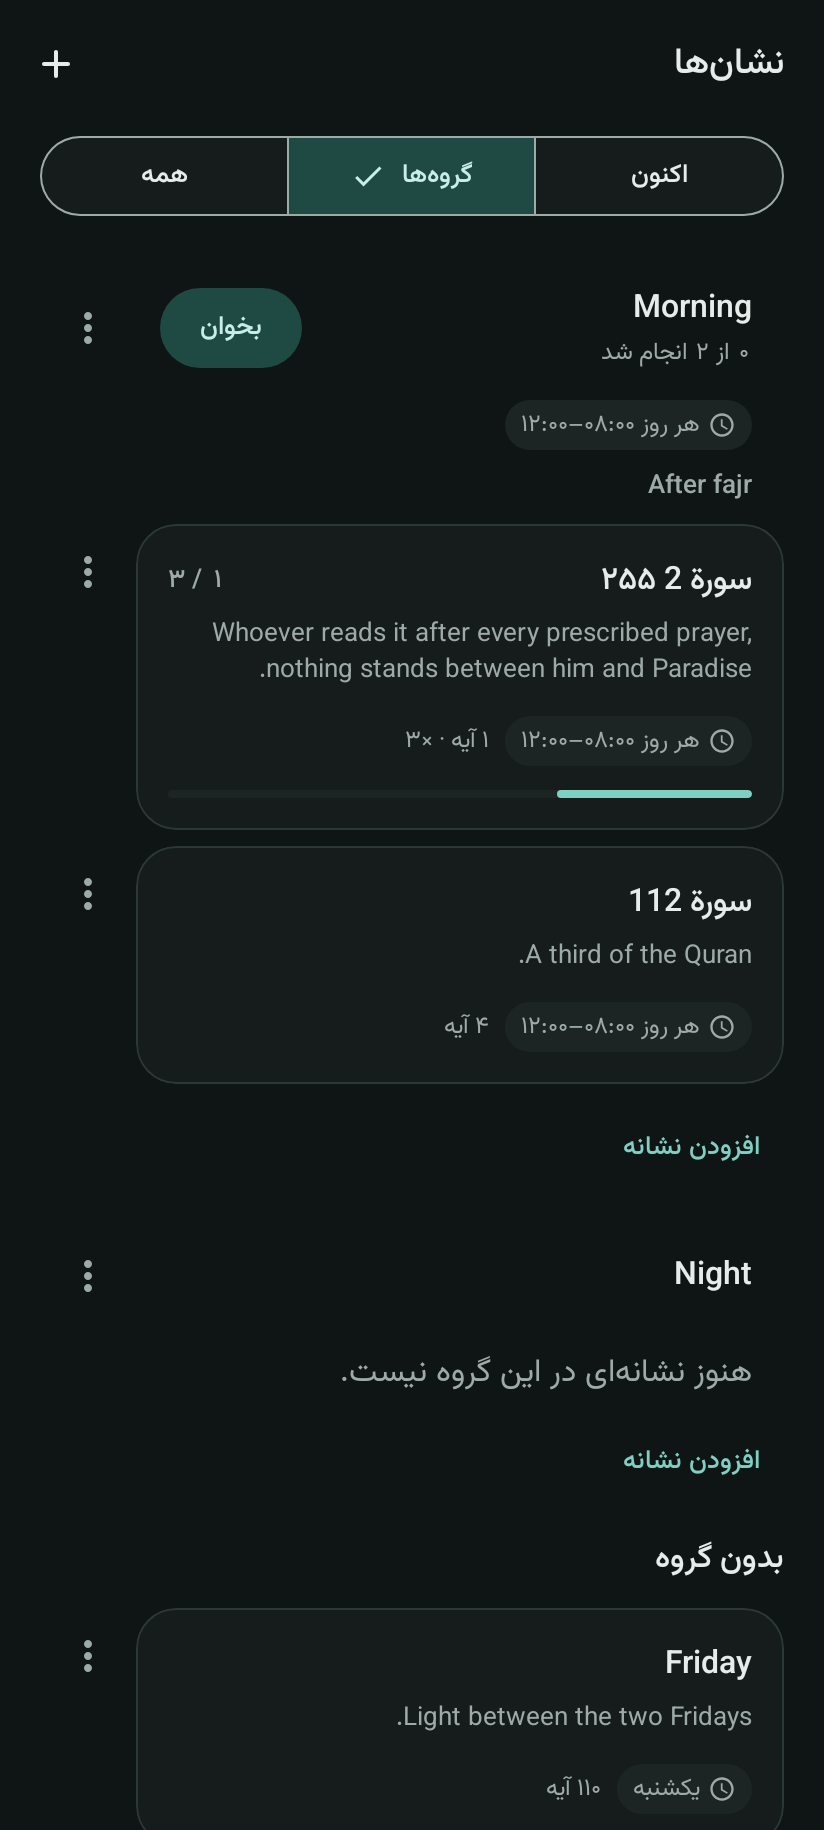 نشان‌ها
اکنون
گروه‌ها
همه
Morning
بخوان
۰ از ۲ انجام شد
هر روز ۰۸:۰۰–۱۲:۰۰
After fajr
سورة 2 ۲۵۵
۱ / ۳
Whoever reads it after every prescribed prayer,
nothing stands between him and Paradise.
هر روز ۰۸:۰۰–۱۲:۰۰
۱ آیه · ×۳
سورة 112
A third of the Quran.
هر روز ۰۸:۰۰–۱۲:۰۰
۴ آیه
افزودن نشانه
Night
هنوز نشانه‌ای در این گروه نیست.
افزودن نشانه
بدون گروه
Friday
Light between the two Fridays.
یکشنبه
۱۱۰ آیه